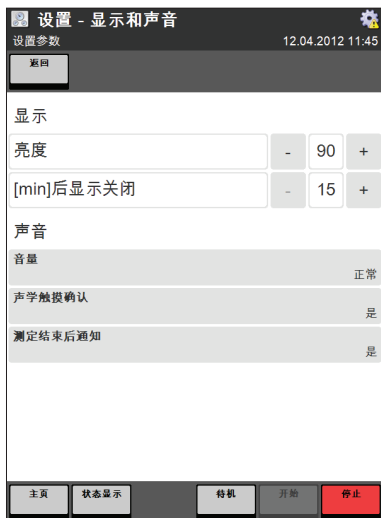 设置 - 显示和声音
设置参数 12.04.2012 11:45
返回
显示
亮度 - 90 +
[min]后显示关闭 - 15 +
声音
音量
正常
声学触摸确认
是
测定结束后通知
是
主页 状态显示 待机 开始 停止